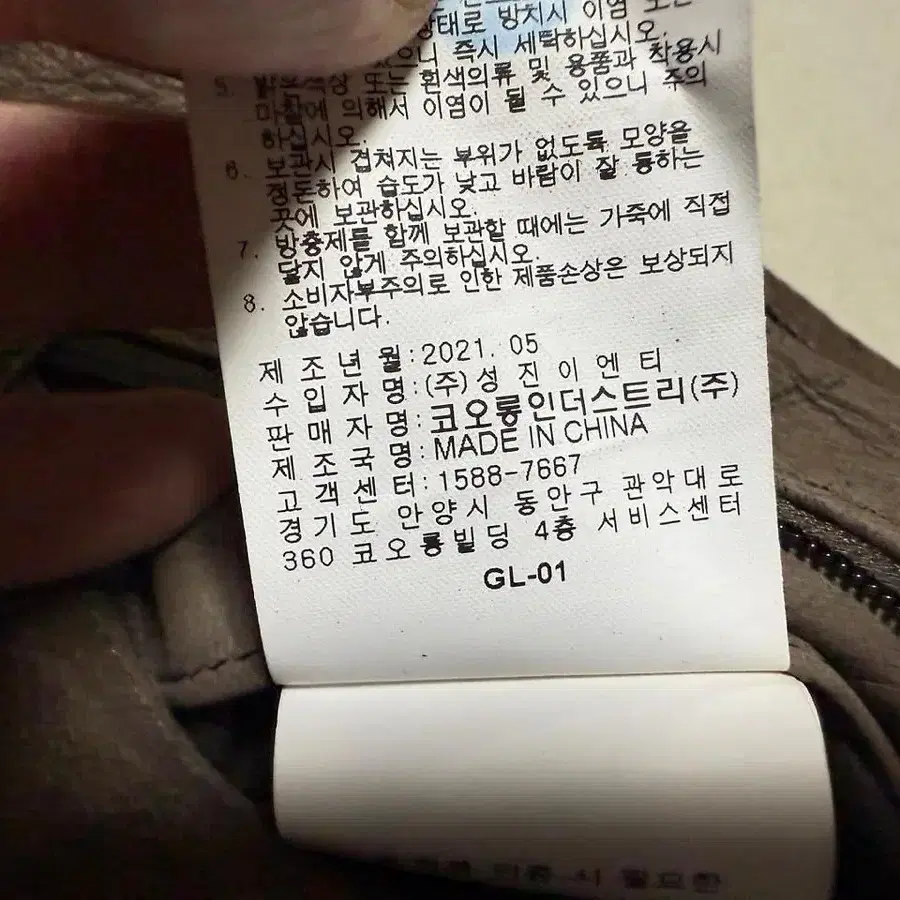 상태로 방치시 이염 또는
있으니 즉시 세탁하십시오.
5. 밝은색상 또는 흰색의류 및 용품과 착용시
마찰에 의해서 이염이 될 수 있으니 주의
하십시오.
6. 보관시 겹쳐지는 부위가 없도록 모양을
정돈하여 습도가 낮고 바람이 잘 통하는
곳에 보관하십시오.
7. 방충제를 함께 보관할 때에는 가죽에 직접
닿지 않게 주의하십시오.
8. 소비자부주의로 인한 제품손상은 보상되지
않습니다.
제 조 년 월 : 2021. 05
수 입 자 명 : (주) 성 진 이 엔 티
판 매 자 명 : 코오롱인더스트리(주)
제 조 국 명 : MADE IN CHINA
고 객 센 터 : 1588-7667
경기도 안양시 동안구 관악대로
360 코오롱빌딩 4층 서비스센터
GL-01